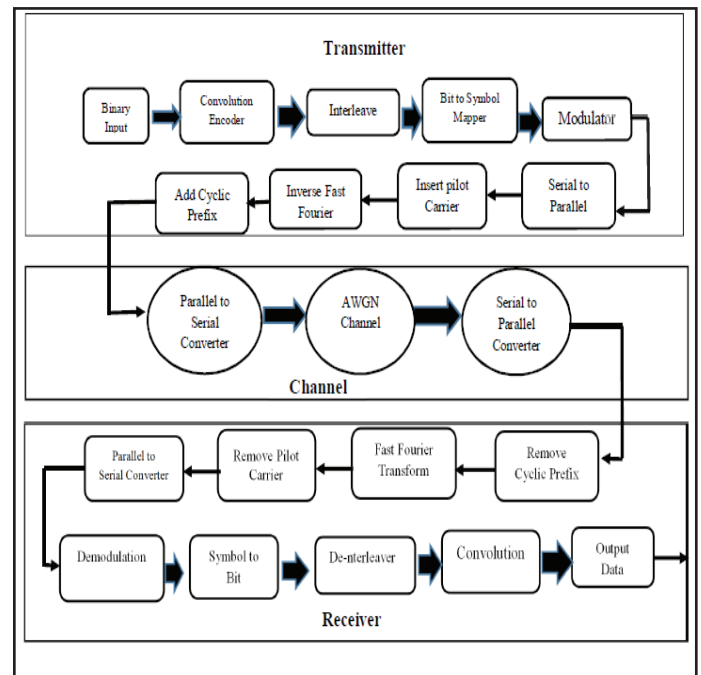 Transmitter
Binary
Input
Convolution
Encoder
Interleave
Bit to Symbol
Mapper
Modulator
Serial to
Parallel
Insert pilot
Carrier
Inverse Fast
Fourier
Add Cyclic
Prefix
Parallel to
Serial
Converter
AWGN
Channel
Serial to
Parallel
Converter
Channel
Remove
Cyclic Prefix
Fast Fourier
Transform
Remove Pilot
Carrier
Parallel to
Serial Converter
Demodulation
Symbol to
Bit
De-nterleaver
Convolution
Output
Data
Receiver